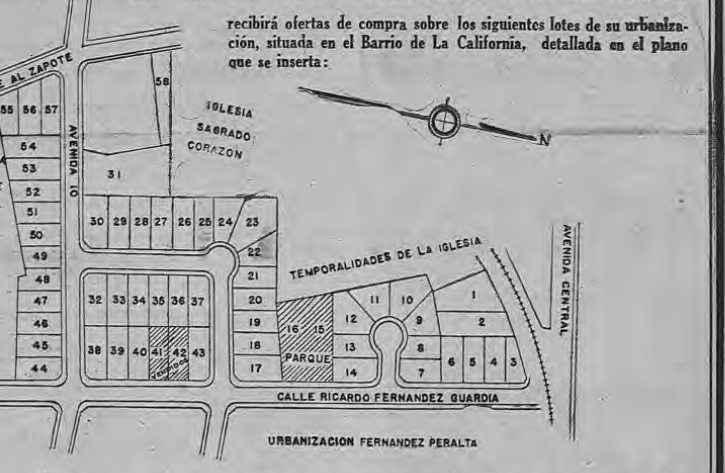 recibirá ofertas de compra sobre los siguientes lotes de su urbaniza-
ción, situada en el Barrio de La California, detallada en el plano
que se inserta:
AL ZAPOTE
55 56 57
54
53
52
51
50
49
48
47
46
45
44
AVENIDA 10
58
31
IGLESIA
SAGRADO
CORAZON
N
30 29 28 27 26 25 24 23
22
21
20
19
18
17
32 33 34 35 36 37
38 39 40 41 42 43
VENDIDOS
TEMPORALIDADES DE LA IGLESIA
16 15
PARQUE
12
13
14
11 10
9
8
7
1
2
6 5 4 3
AVENIDA CENTRAL
CALLE RICARDO FERNANDEZ GUARDIA
URBANIZACION FERNANDEZ PERALTA